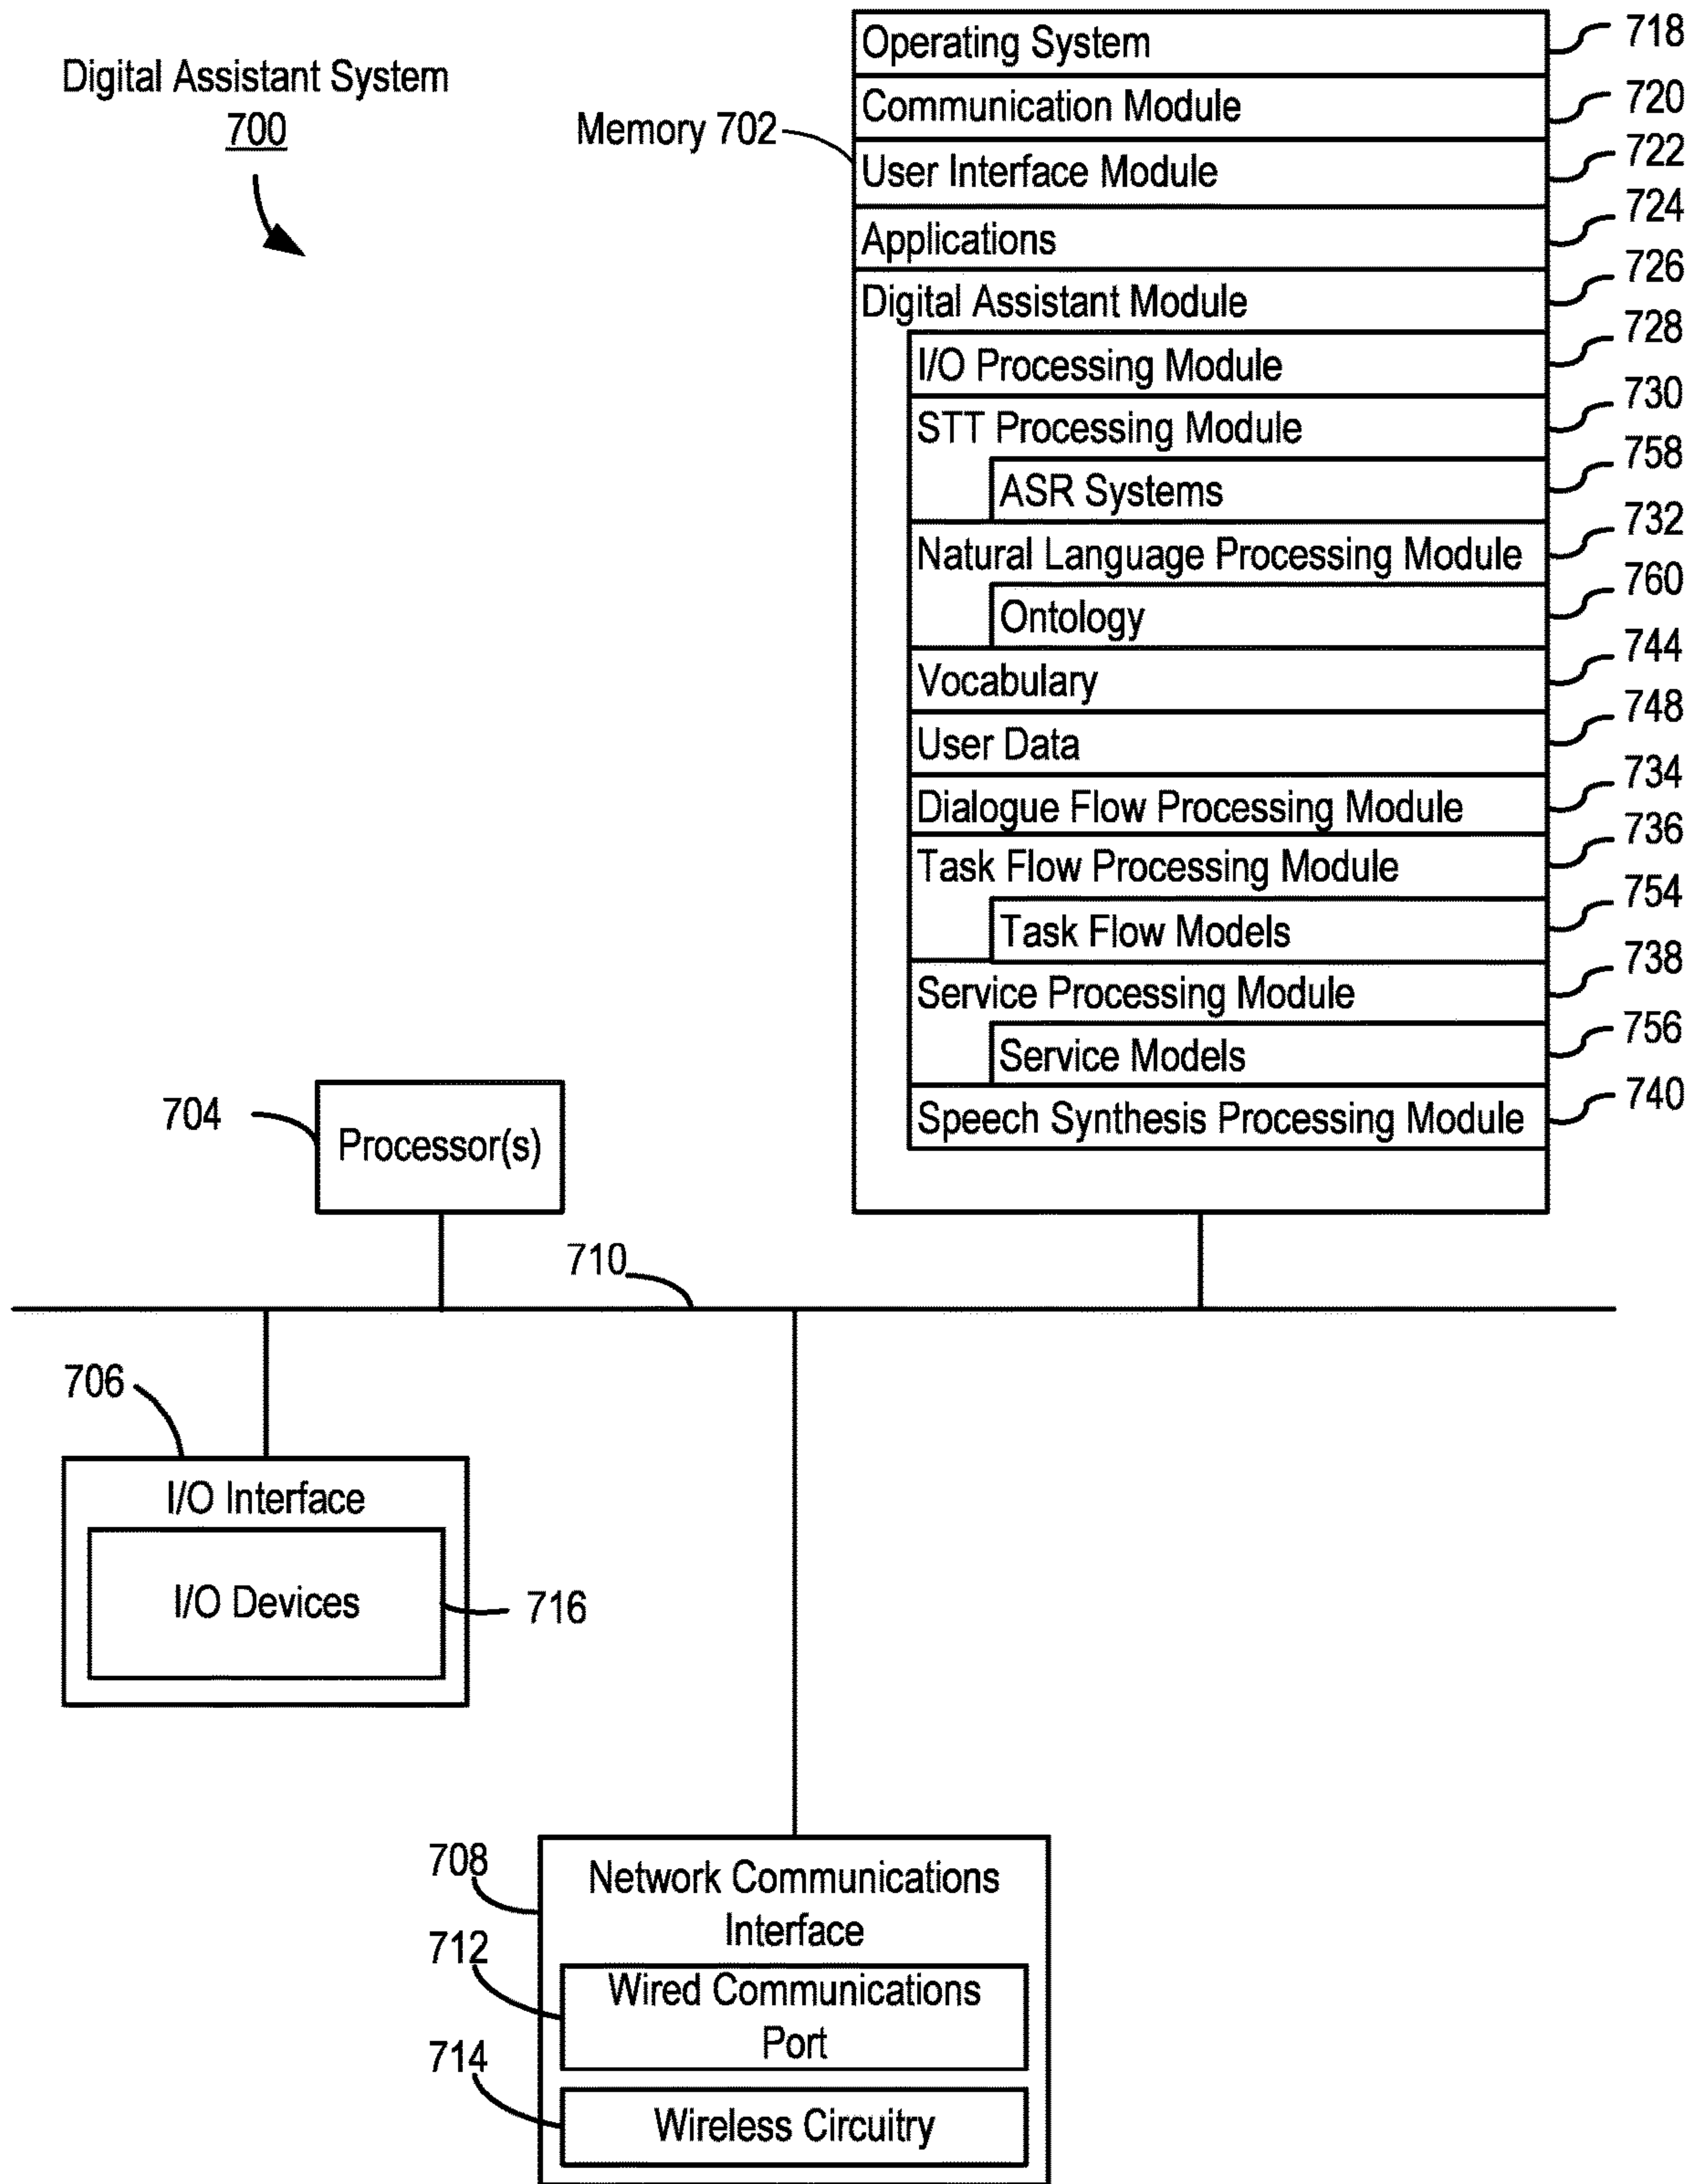 Digital Assistant System
700
Memory 702
Operating System 718
Communication Module 720
User Interface Module 722
Applications 724
Digital Assistant Module 726
I/O Processing Module 728
STT Processing Module 730
ASR Systems 758
Natural Language Processing Module 732
Ontology 760
Vocabulary 744
User Data 748
Dialogue Flow Processing Module 734
Task Flow Processing Module 736
Task Flow Models 754
Service Processing Module 738
Service Models 756
Speech Synthesis Processing Module 740
704
Processor(s)
710
706
I/O Interface
I/O Devices
716
708
Network Communications
Interface
712
Wired Communications
Port
714
Wireless Circuitry